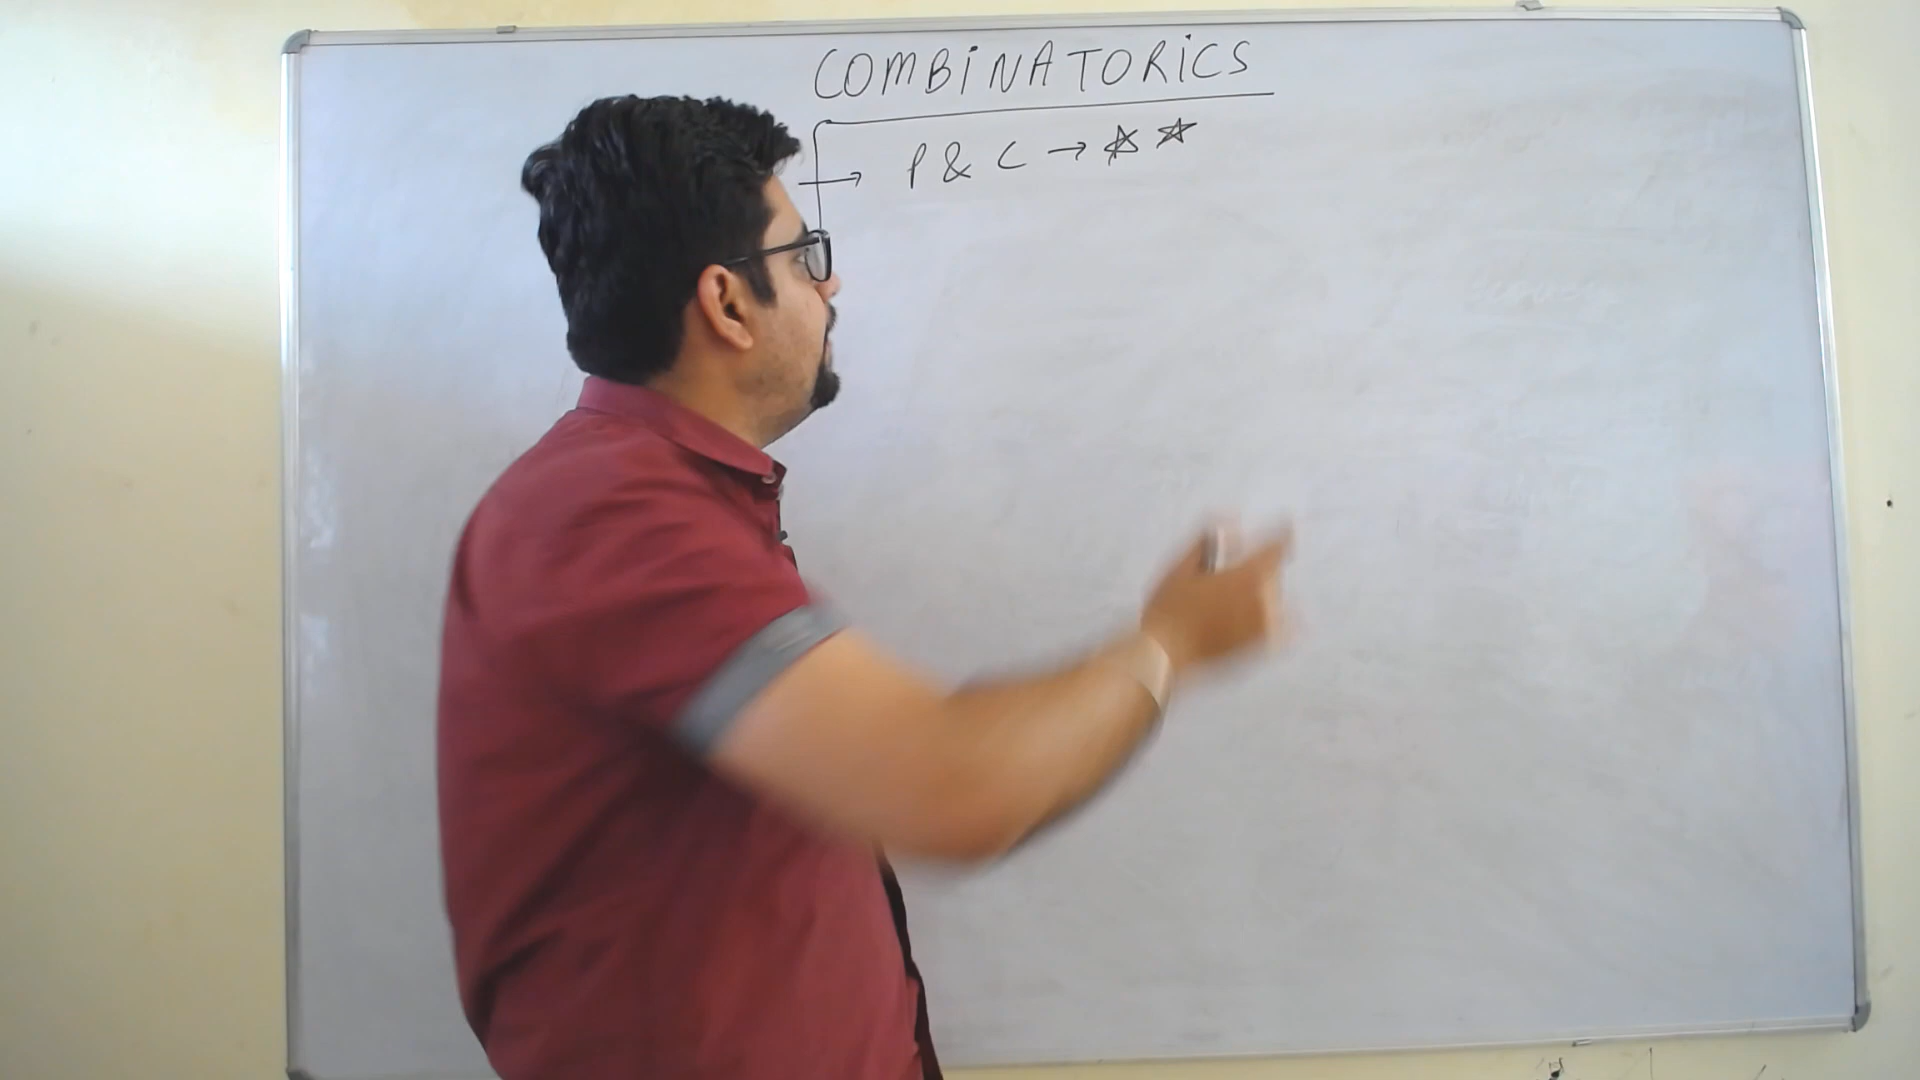 COMBINATORICS
→ P & C → ☆ ☆